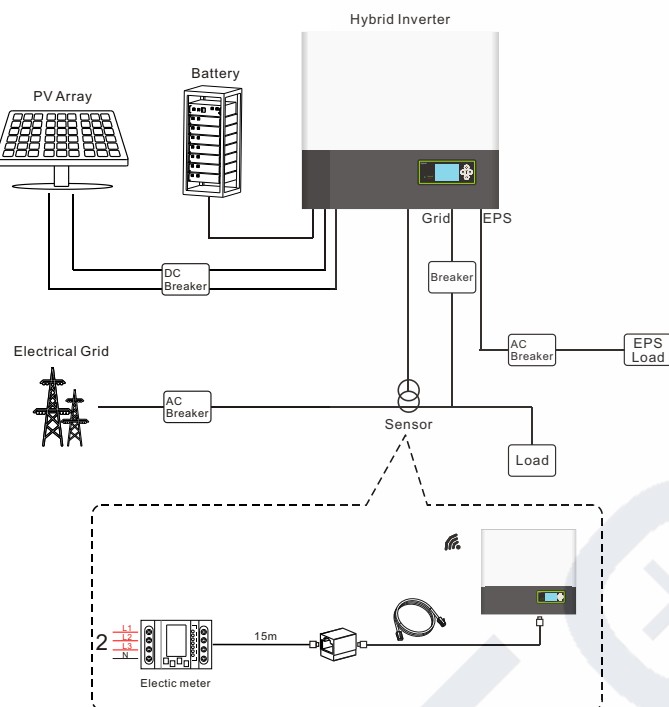 Hybrid Inverter
Battery
PV Array
Grid
EPS
DC
Breaker
Breaker
AC
Breaker
EPS
Load
Electrical Grid
AC
Breaker
Sensor
Load
2
L1
L2
L3
N
15m
Electic meter